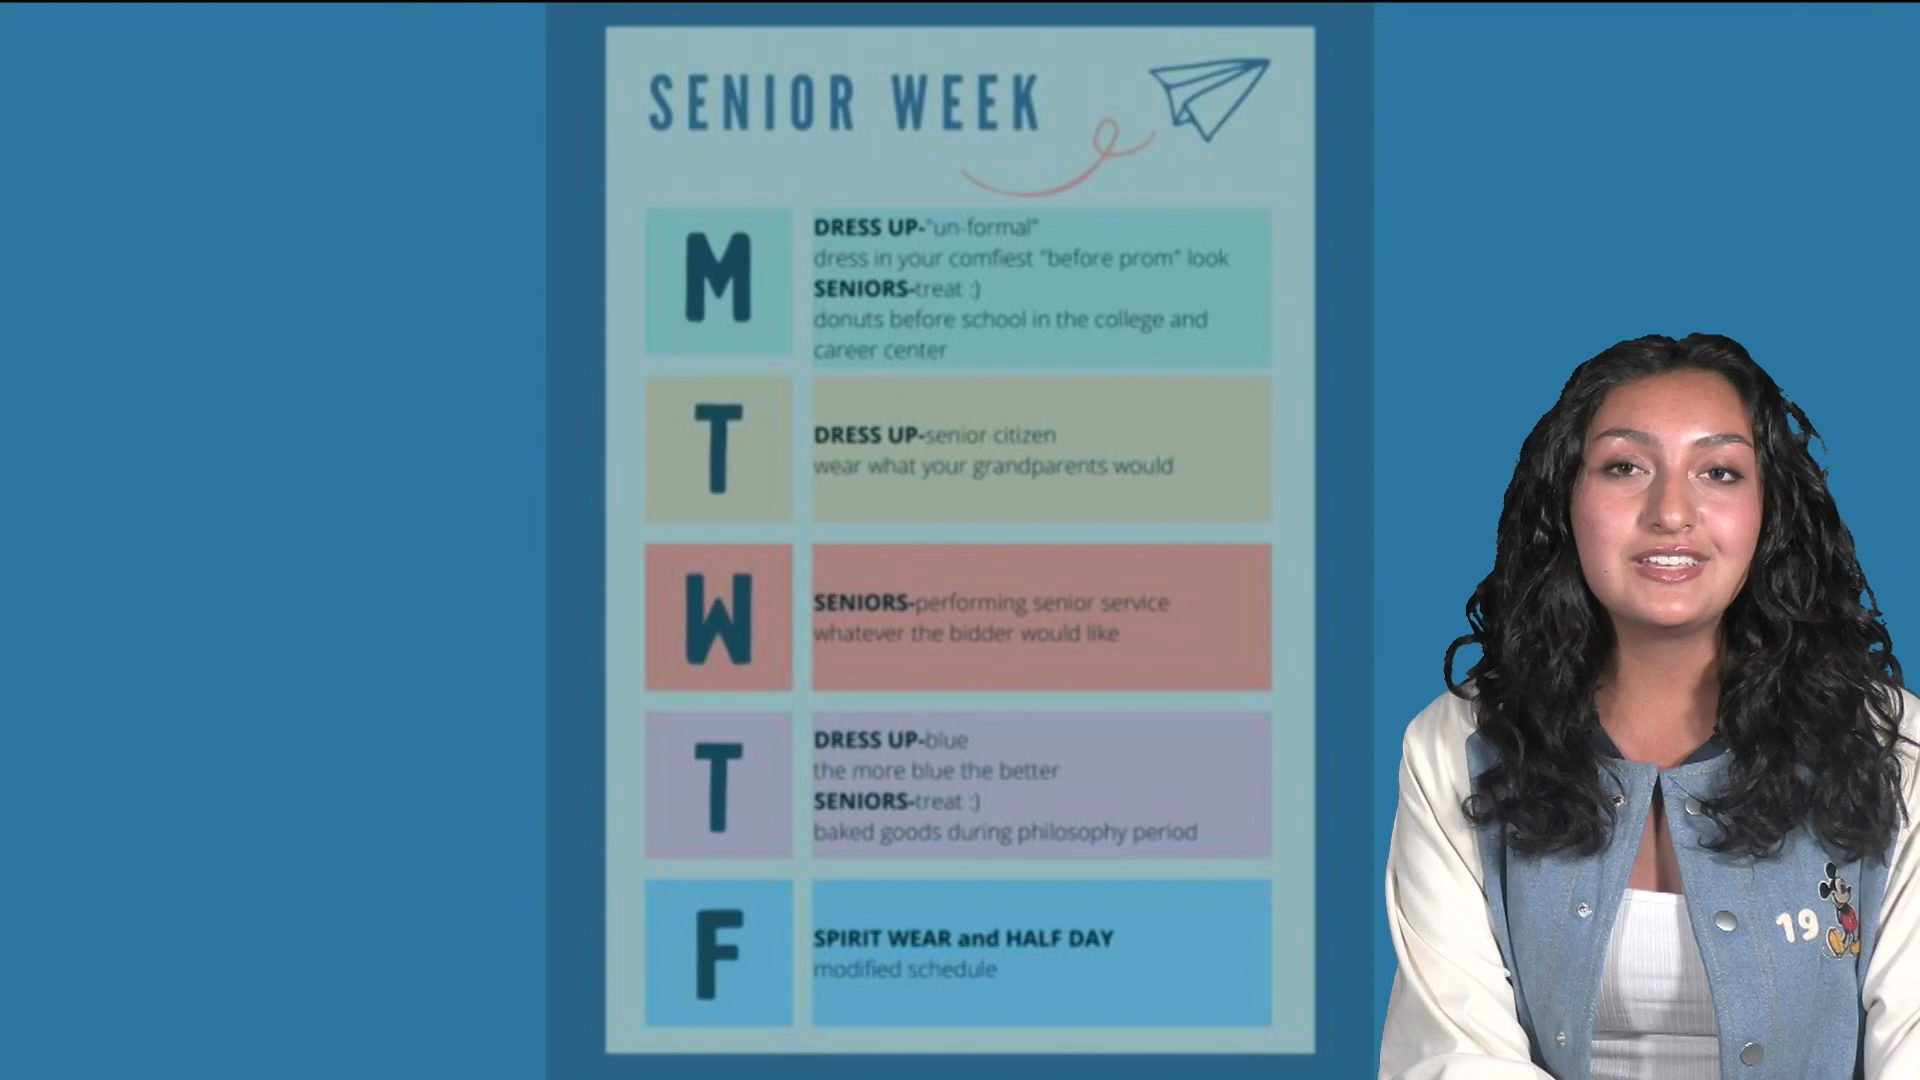 SENIOR WEEK
M
DRESS UP-"un-formal"
dress in your comfiest "before prom" look
SENIORS-treat :)
donuts before school in the college and
career center
T
DRESS UP-senior citizen
wear what your grandparents would
W
SENIORS-performing senior service
whatever the bidder would like
T
DRESS UP-blue
the more blue the better
SENIORS-treat :)
baked goods during philosophy period
F
SPIRIT WEAR and HALF DAY
modified schedule
19